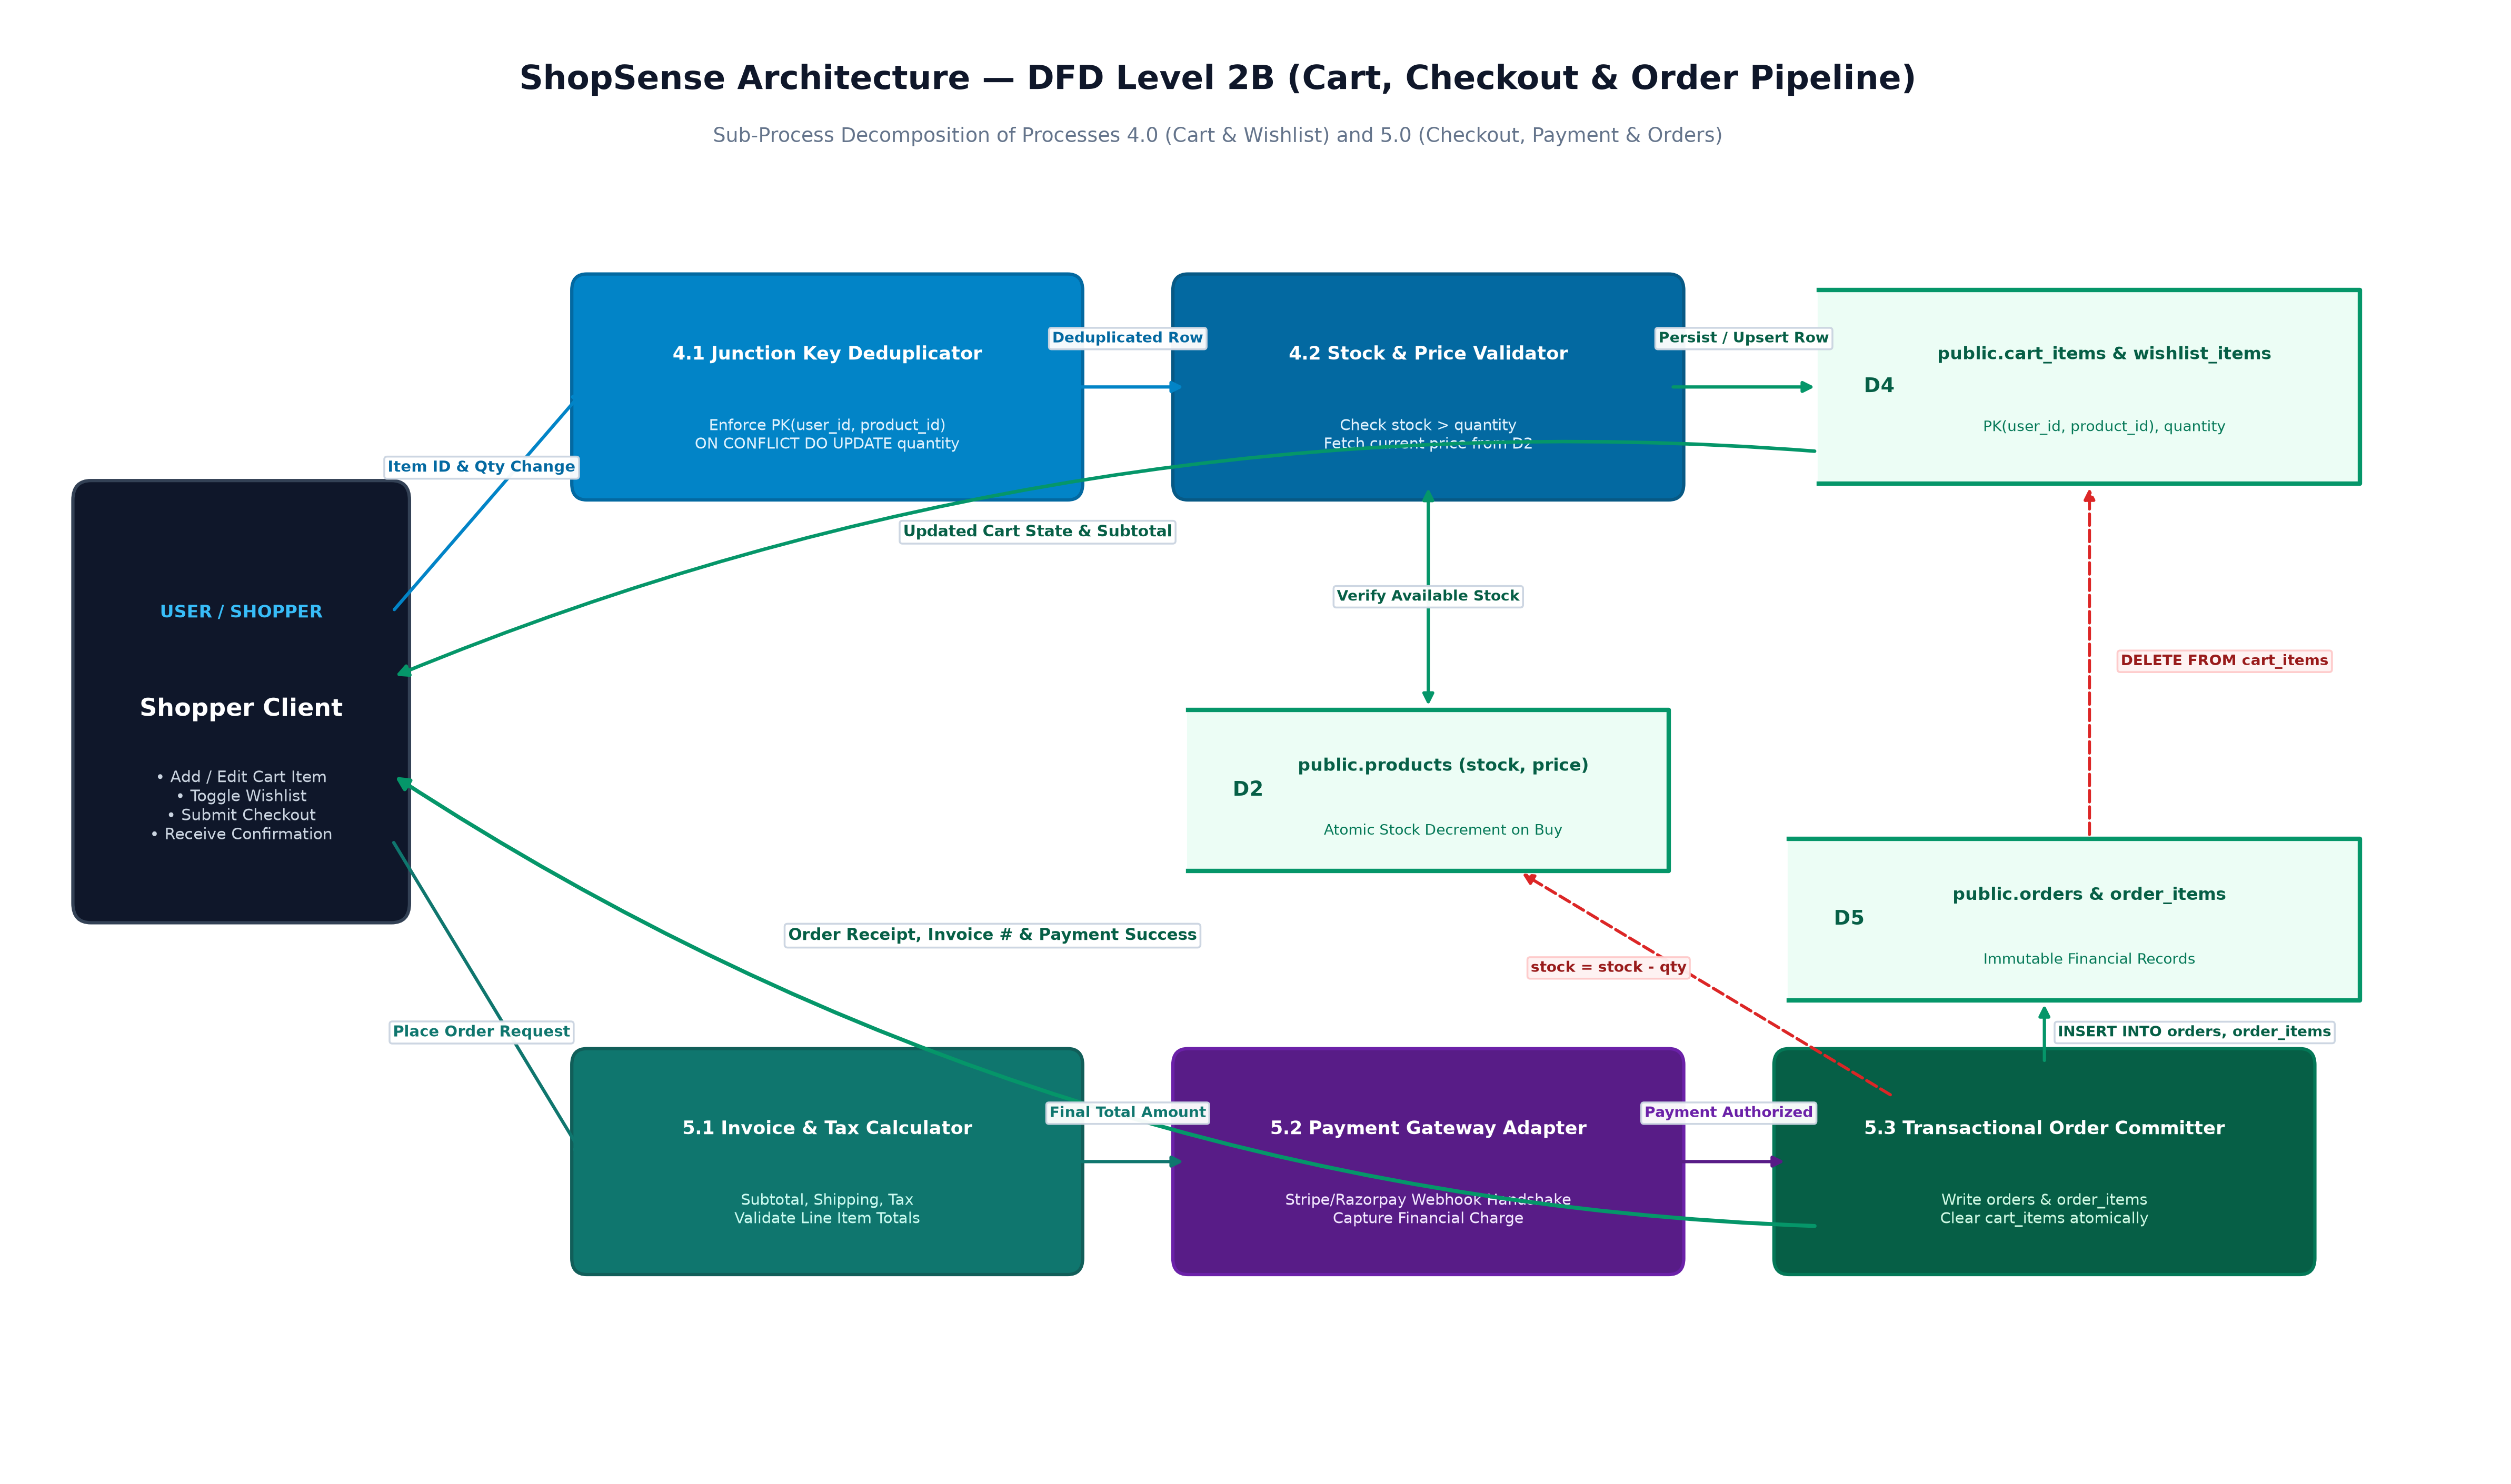 ShopSense Architecture — DFD Level 2B (Cart, Checkout & Order Pipeline)
Sub-Process Decomposition of Processes 4.0 (Cart & Wishlist) and 5.0 (Checkout, Payment & Orders)
4.1 Junction Key Deduplicator
Enforce PK(user_id, product_id)
ON CONFLICT DO UPDATE quantity
Deduplicated Row
4.2 Stock & Price Validator
Check stock > quantity
Fetch current price from D2
Persist / Upsert Row
D4
public.cart_items & wishlist_items
PK(user_id, product_id), quantity
Item ID & Qty Change
Updated Cart State & Subtotal
Verify Available Stock
DELETE FROM cart_items
USER / SHOPPER
Shopper Client
• Add / Edit Cart Item
• Toggle Wishlist
• Submit Checkout
• Receive Confirmation
D2
public.products (stock, price)
Atomic Stock Decrement on Buy
D5
public.orders & order_items
Immutable Financial Records
Order Receipt, Invoice # & Payment Success
stock = stock - qty
Place Order Request
INSERT INTO orders, order_items
5.1 Invoice & Tax Calculator
Subtotal, Shipping, Tax
Validate Line Item Totals
Final Total Amount
5.2 Payment Gateway Adapter
Stripe/Razorpay Webhook Handshake
Capture Financial Charge
Payment Authorized
5.3 Transactional Order Committer
Write orders & order_items
Clear cart_items atomically